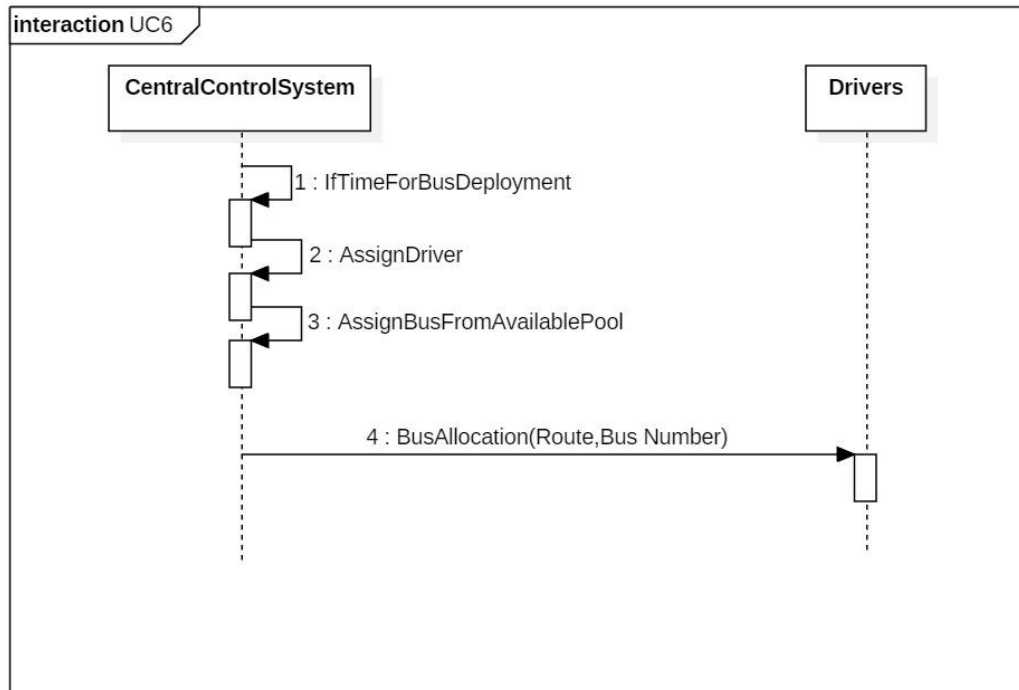 interaction UC6
CentralControlSystem
Drivers
1 : IfTimeForBusDeployment
2 : AssignDriver
3 : AssignBusFromAvailablePool
4 : BusAllocation(Route,Bus Number)